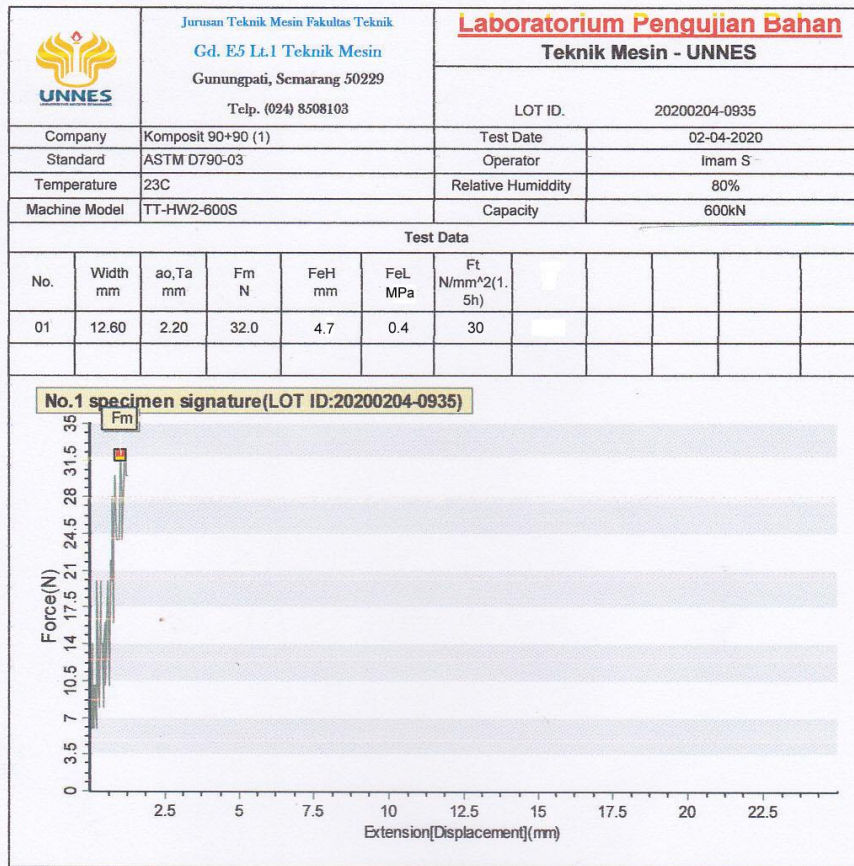 UNNES
Jurusan Teknik Mesin Fakultas Teknik
Gd. E5 Lt.1 Teknik Mesin
Gunungpati, Semarang 50229
Telp. (024) 8508103
Laboratorium Pengujian Bahan
Teknik Mesin - UNNES
LOT ID. 20200204-0935
Company Komposit 90+90 (1) Test Date 02-04-2020
Standard ASTM D790-03 Operator Imam S
Temperature 23C Relative Humiddity 80%
Machine Model TT-HW2-600S Capacity 600kN
Test Data
No. Width mm ao,Ta mm Fm N FeH mm FeL MPa Ft N/mm^2(1.5h)
01 12.60 2.20 32.0 4.7 0.4 30
No.1 specimen signature(LOT ID:20200204-0935)
Fm
35
31.5
28
24.5
21
17.5
14
10.5
7
3.5
0
Force(N)
2.5 5 7.5 10 12.5 15 17.5 20 22.5
Extension[Displacement](mm)